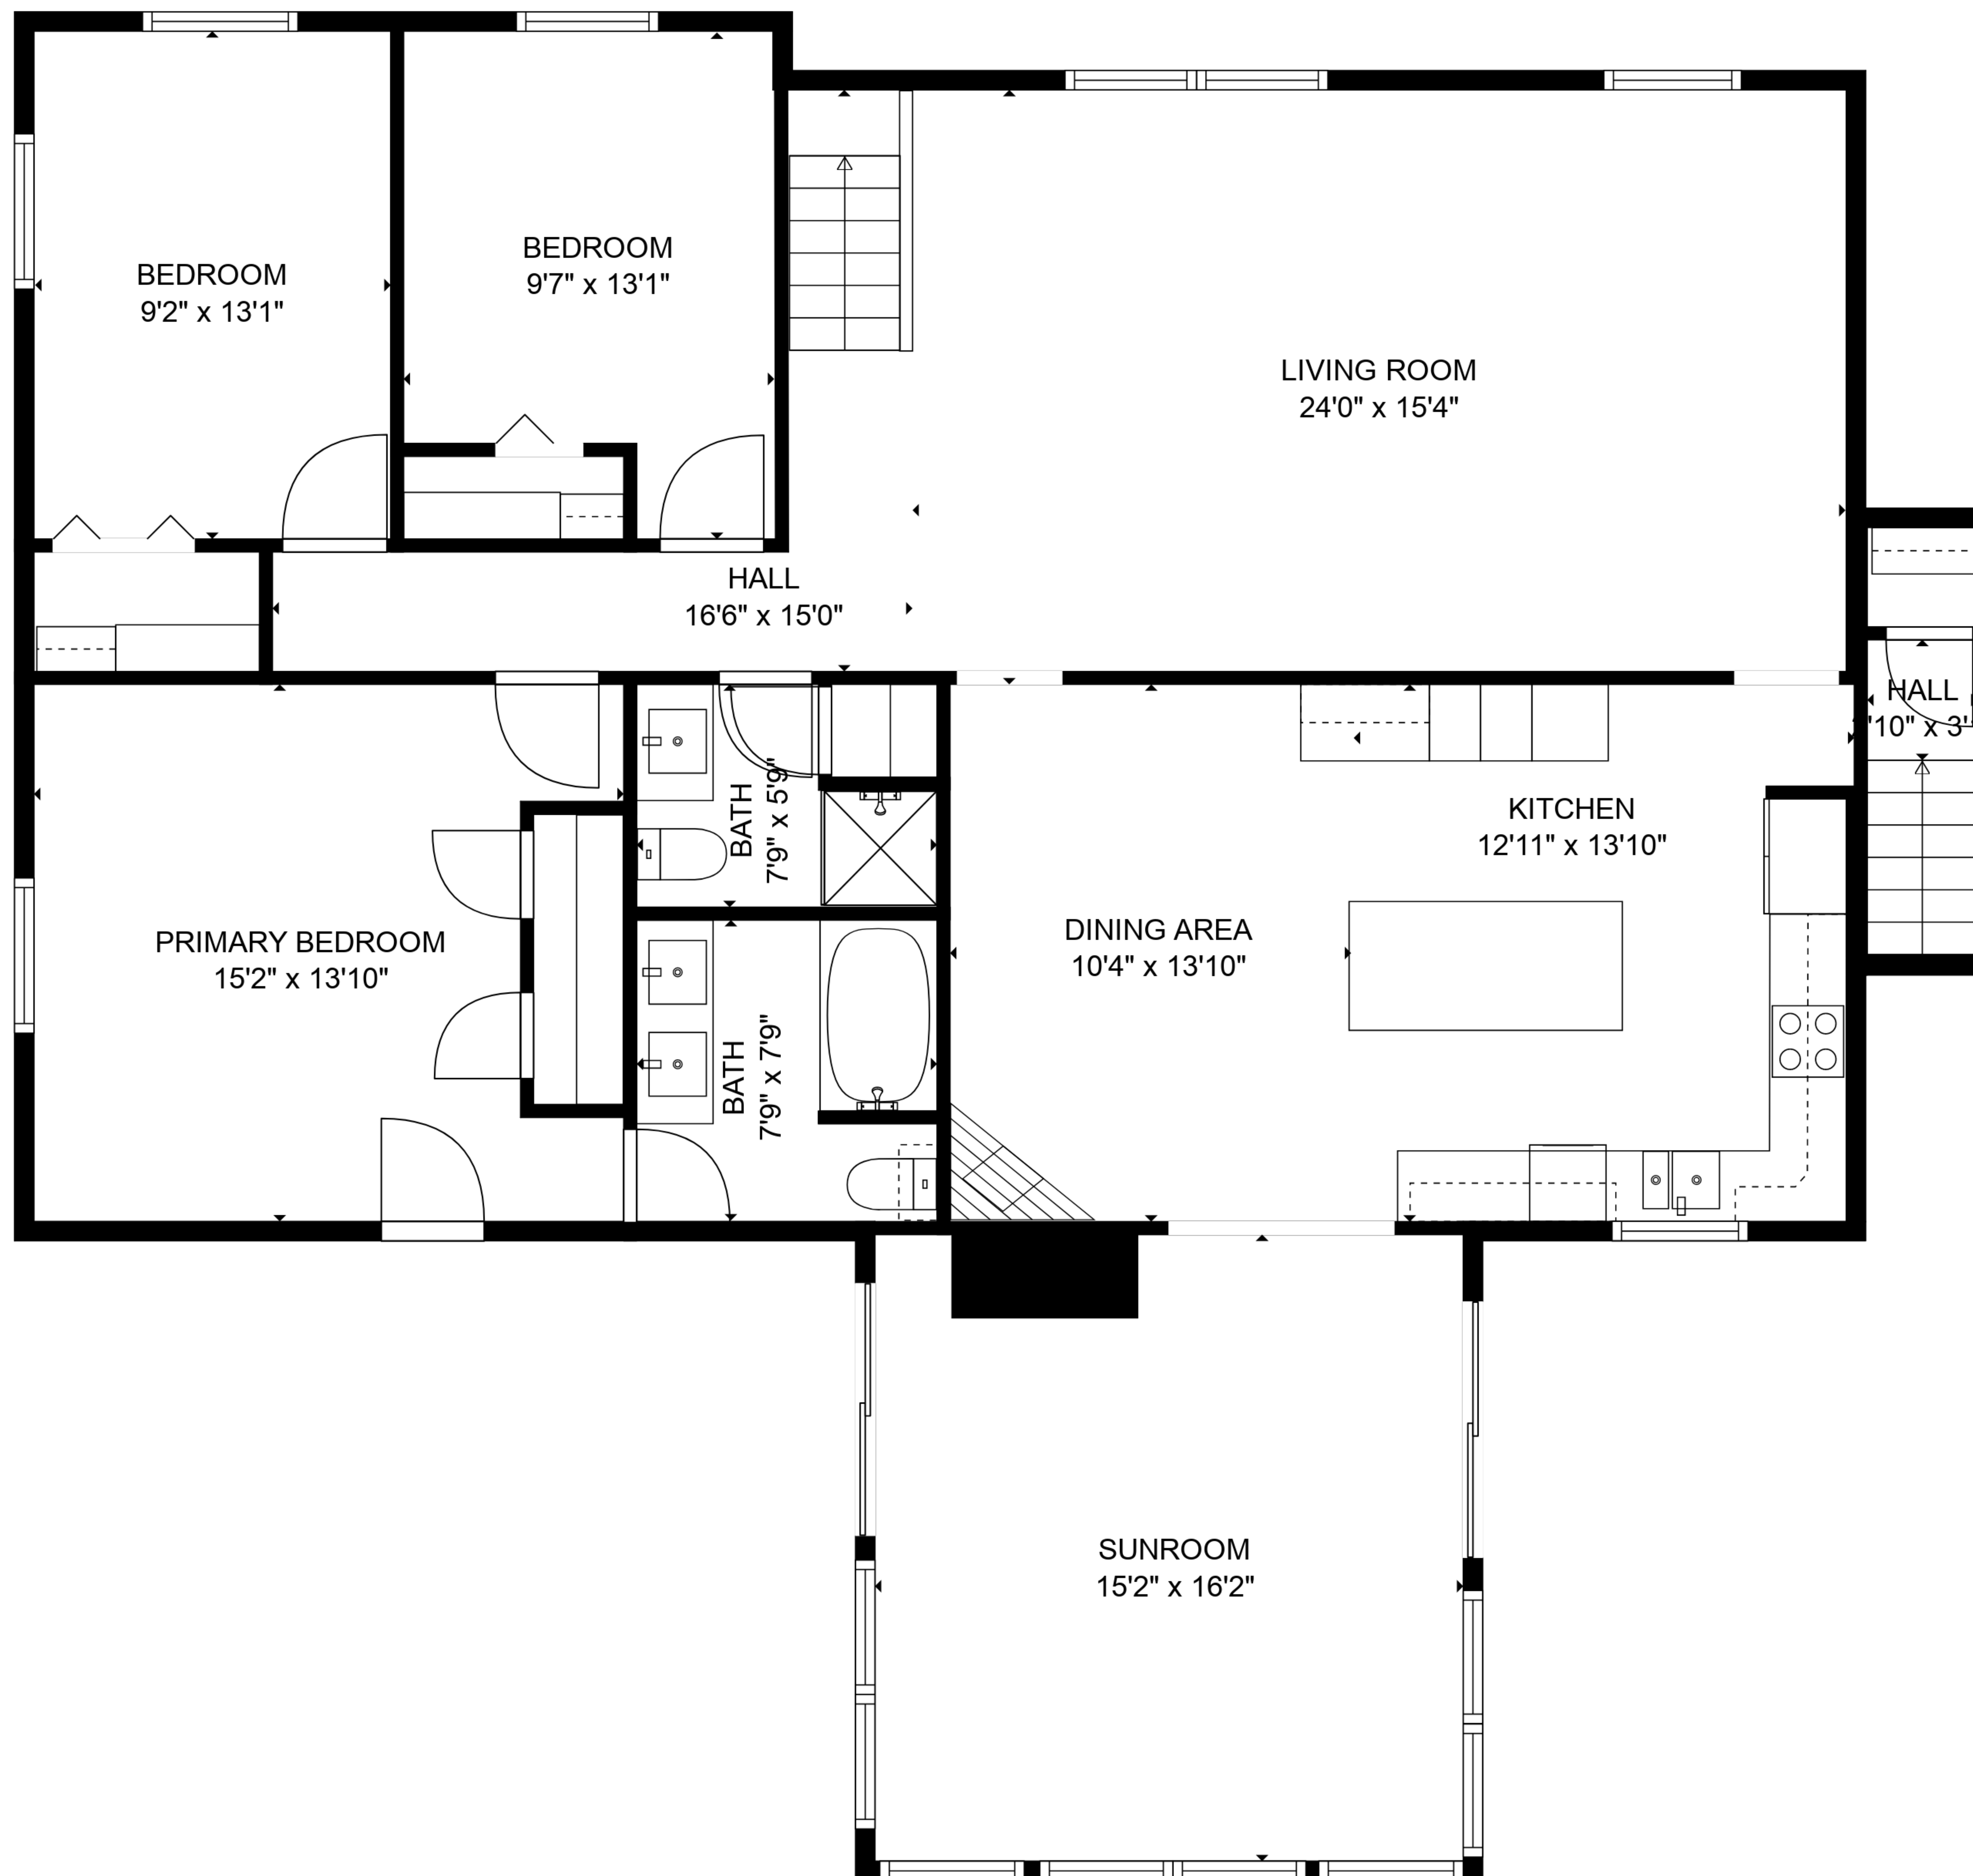 BEDROOM
9'2" x 13'1"
BEDROOM
9'7" x 13'1"
LIVING ROOM
24'0" x 15'4"
HALL
16'6" x 15'0"
HALL
'10" x 3'
BATH
7'9" x 5'9"
KITCHEN
12'11" x 13'10"
PRIMARY BEDROOM
15'2" x 13'10"
DINING AREA
10'4" x 13'10"
BATH
7'9" x 7'9"
SUNROOM
15'2" x 16'2"